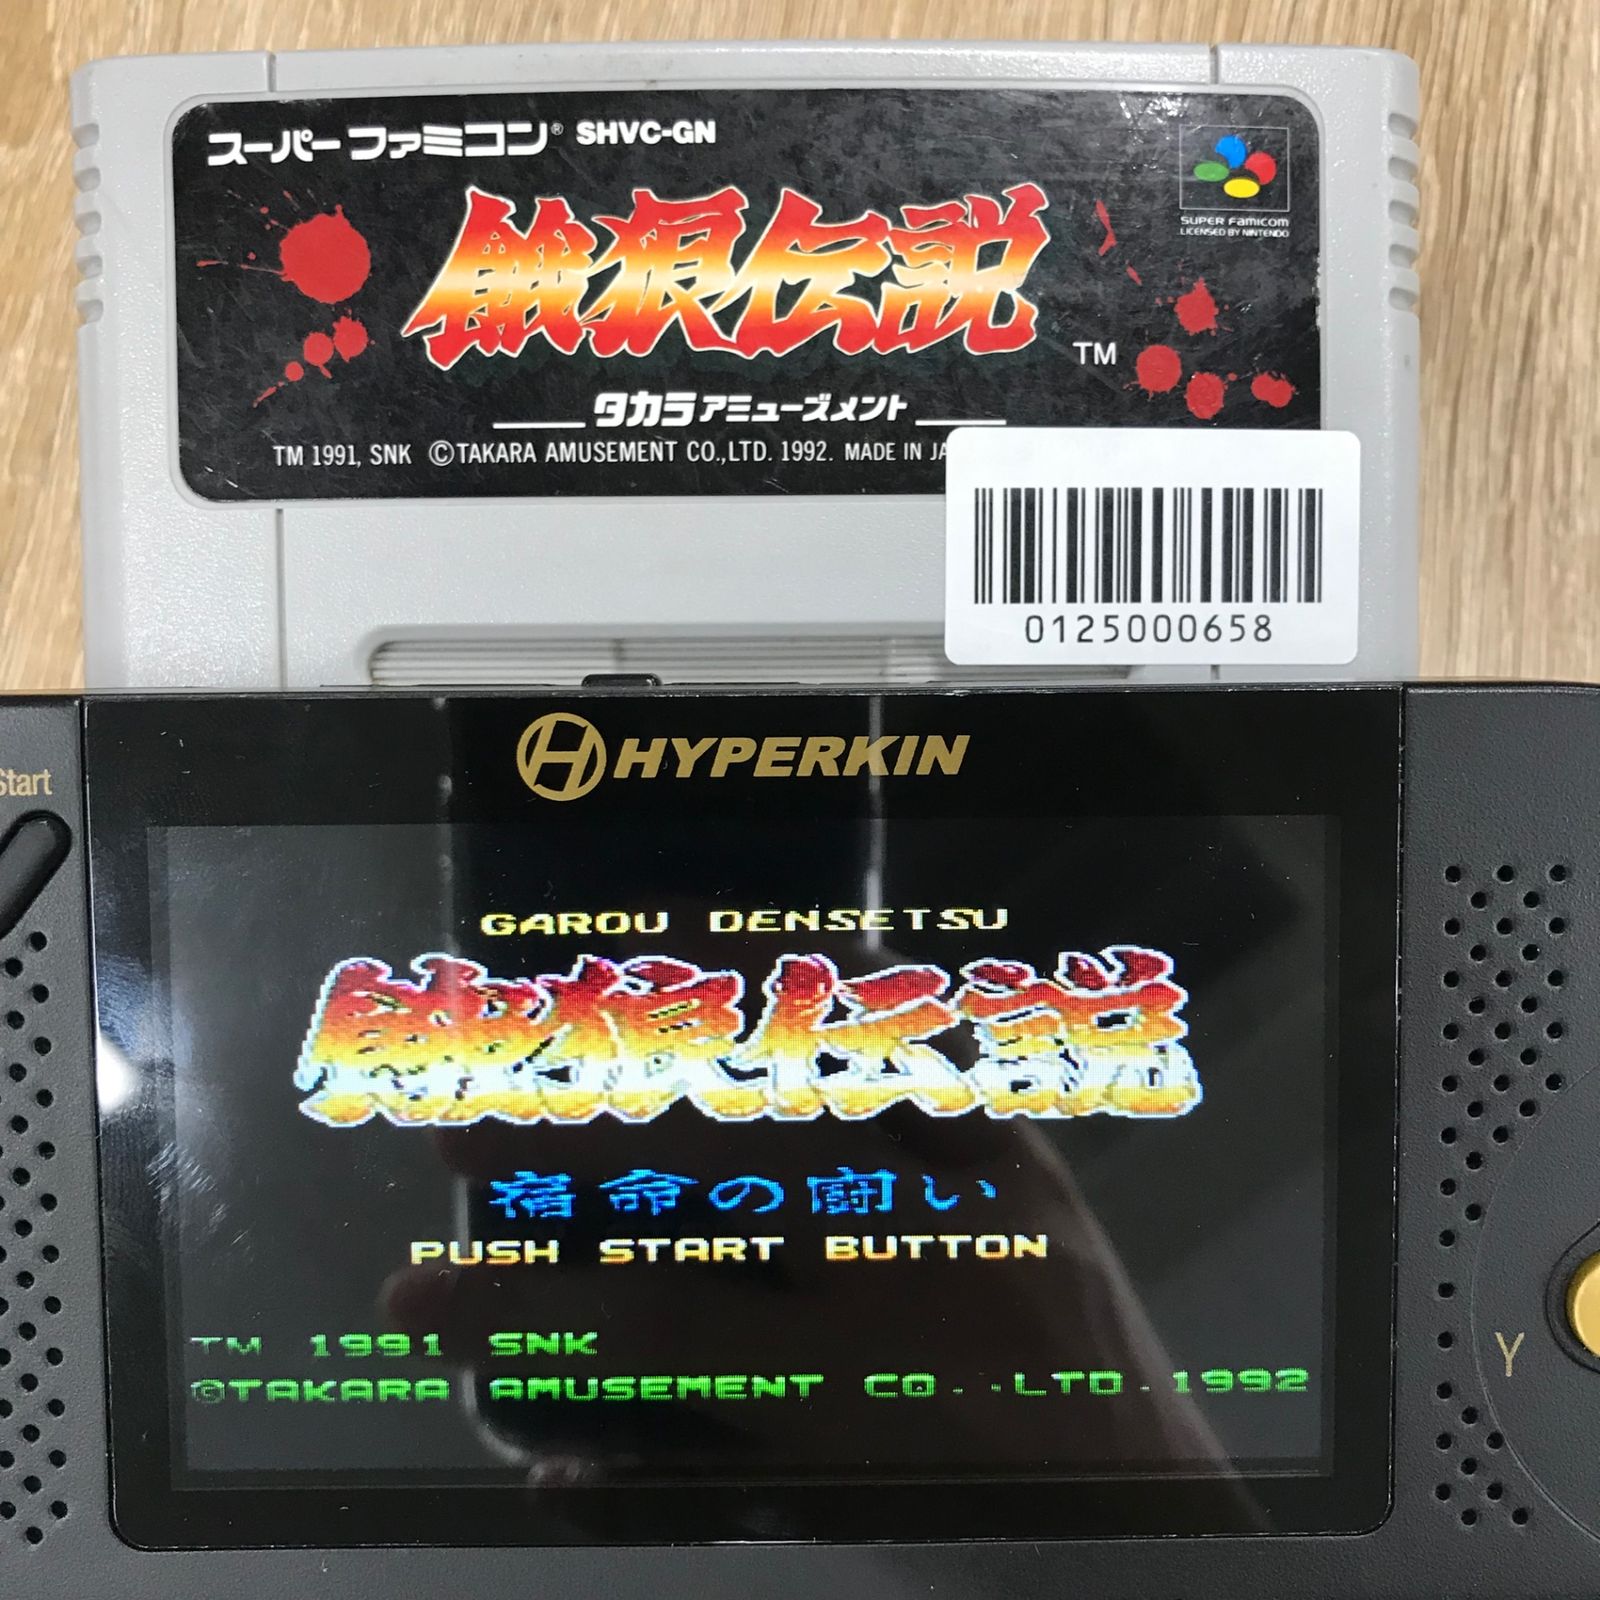 スーパーファミコン® SHVC-GN
餓狼伝説
TM
SUPER Famicom
LICENSED BY NINTENDO
タカラアミューズメント
TM 1991, SNK ©TAKARA AMUSEMENT CO.,LTD. 1992. MADE IN JA
0125000658
HYPERKIN
Start
GAROU DENSETSU
餓狼伝説
宿命の闘い
PUSH START BUTTON
TM 1991 SNK
©TAKARA AMUSEMENT CO.,LTD.1992
Y